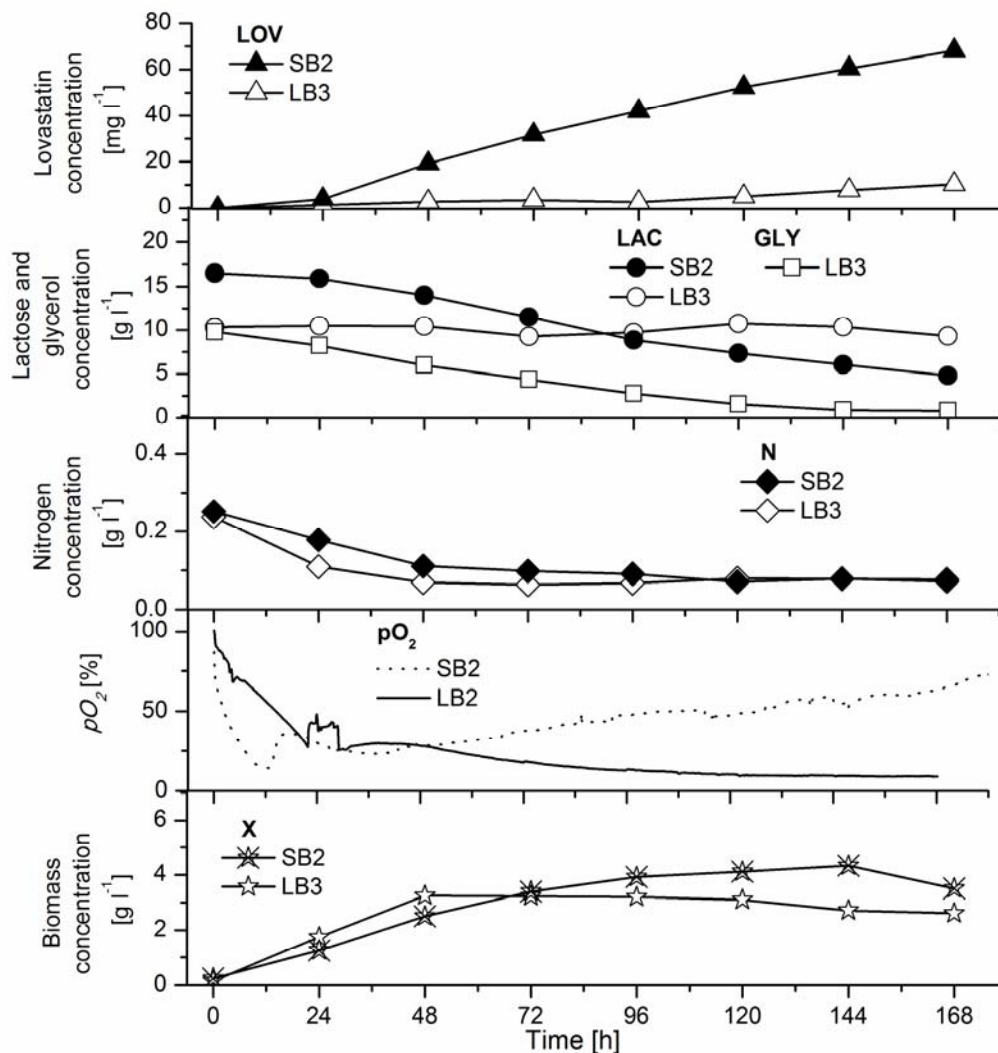 Lovastatin
concentration
[mg l⁻¹]
80
60
40
20
0
LOV
SB2
LB3
Lactose and
glycerol
concentration
[g l⁻¹]
20
15
10
5
0
LAC GLY
SB2 LB3
LB3
Nitrogen
concentration
[g l⁻¹]
0.4
0.2
0.0
N
SB2
LB3
pO₂ [%]
100
50
0
pO₂
SB2
LB2
Biomass
concentration
[g l⁻¹]
6
4
2
0
X
SB2
LB3
0 24 48 72 96 120 144 168
Time [h]